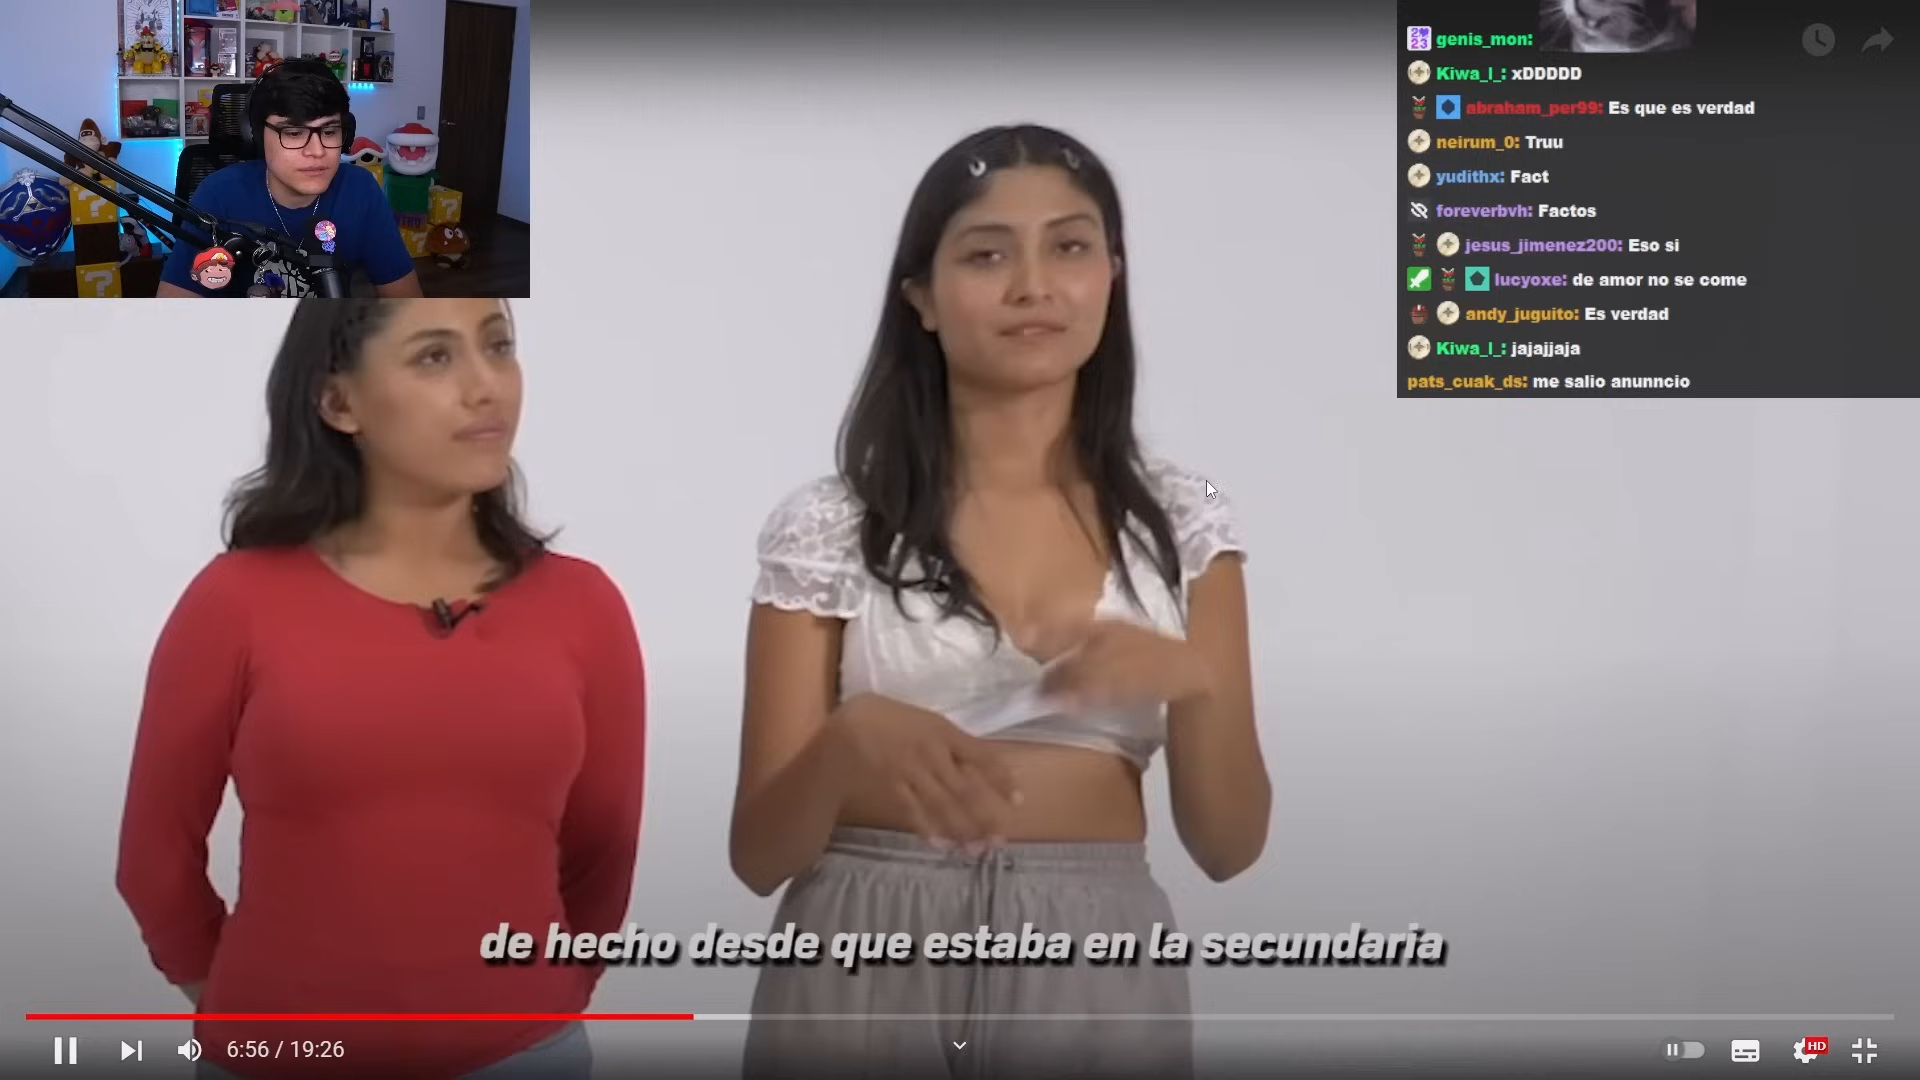 genis_mon:
Kiwa_l_: xDDDDD
abraham_per99: Es que es verdad
neirum_0: Truu
yudithx: Fact
foreverbvh: Factos
jesus_jimenez200: Eso si
lucyoxe: de amor no se come
andy_juguito: Es verdad
Kiwa_l_: jajajjaja
pats_cuak_ds: me salio anunncio
de hecho desde que estaba en la secundaria
6:56 / 19:26
HD